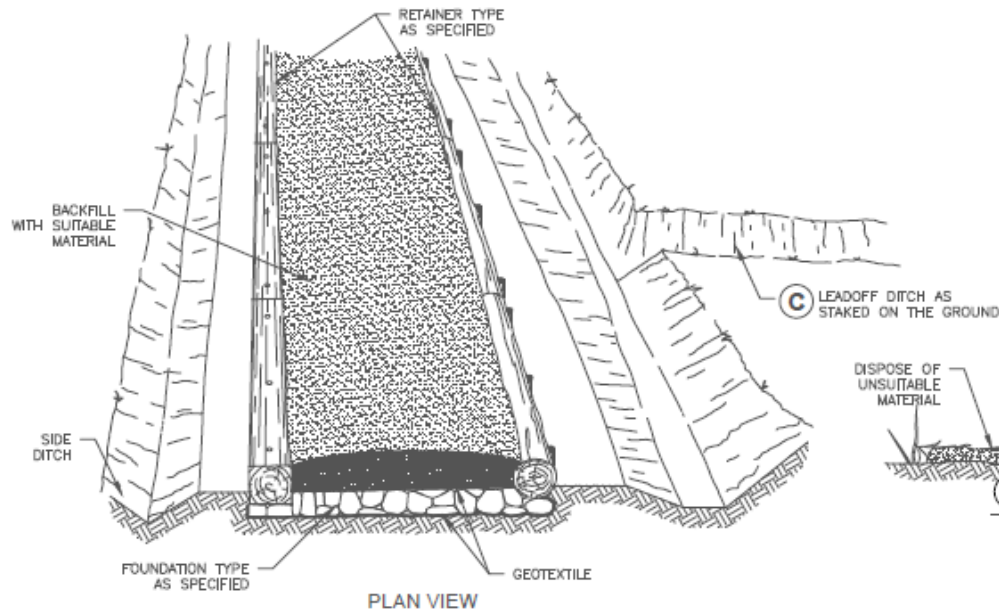 RETAINER TYPE
AS SPECIFIED
BACKFILL
WITH SUITABLE
MATERIAL
C
LEADOFF DITCH AS
STAKED ON THE GROUND
DISPOSE OF
UNSUITABLE
MATERIAL
SIDE
DITCH
FOUNDATION TYPE
AS SPECIFIED
GEOTEXTILE
PLAN VIEW